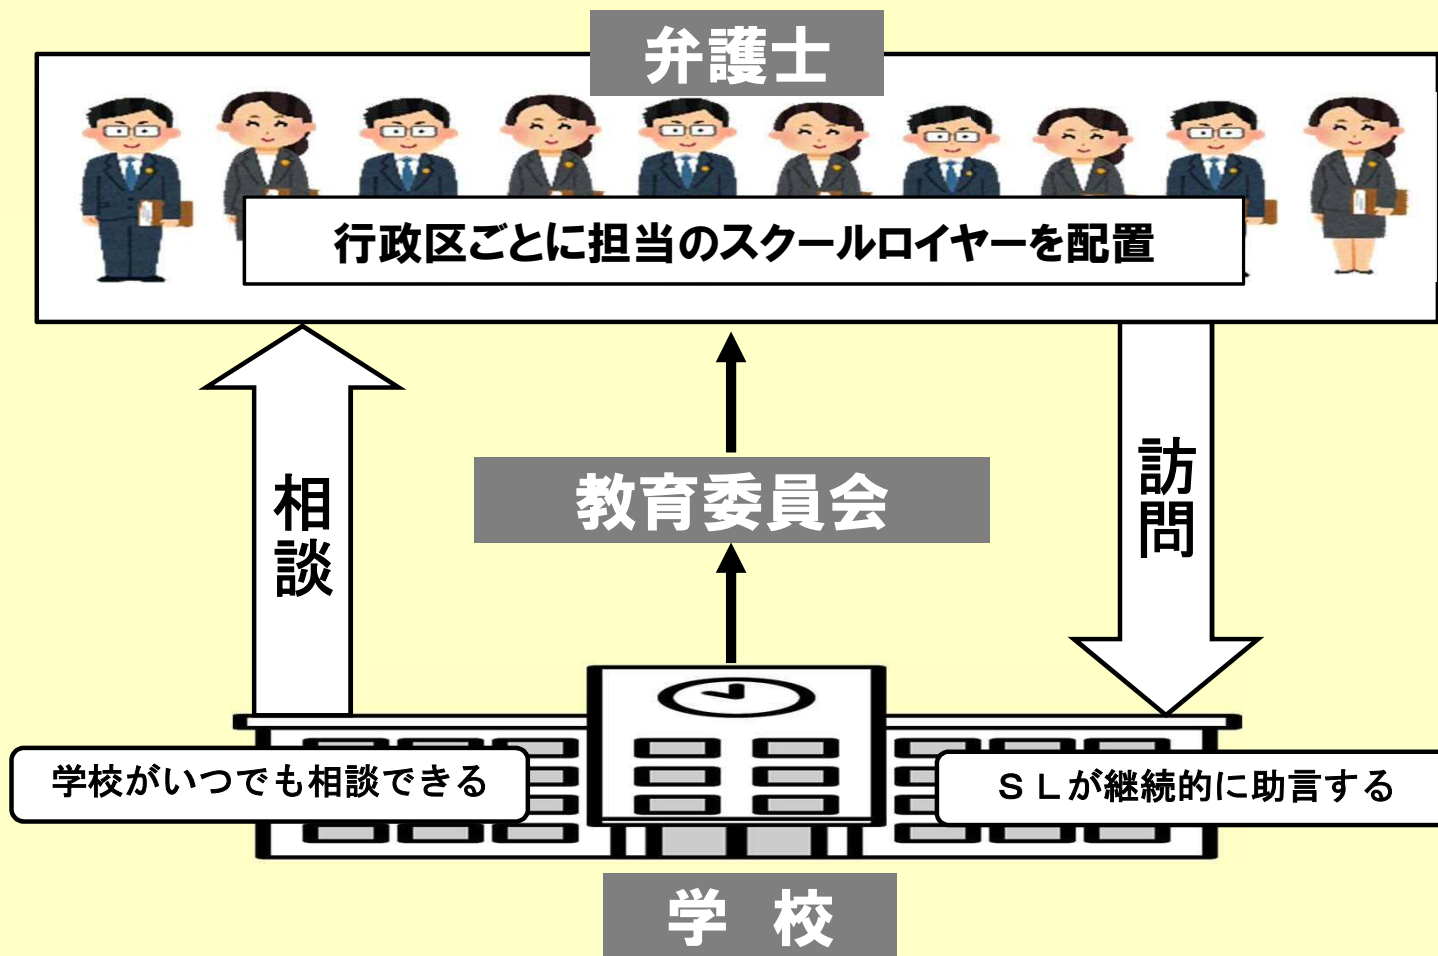 弁護士
行政区ごとに担当のスクールロイヤーを配置
相談
教育委員会
訪問
学校がいつでも相談できる
ＳＬが継続的に助言する
学　校